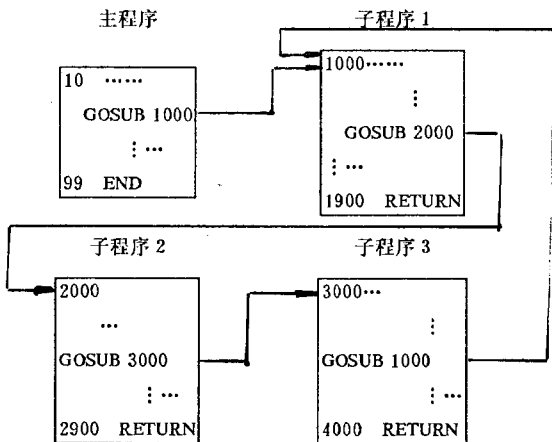 主程序
10 ……
GOSUB 1000
⋮ …
99 END
子程序 1
1000……
⋮
GOSUB 2000
⋮ …
1900 RETURN
子程序 2
2000
…
GOSUB 3000
⋮ …
2900 RETURN
子程序 3
3000…
⋮
GOSUB 1000
⋮ …
4000 RETURN